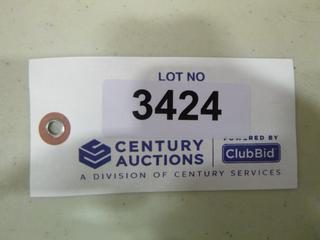 LOT NO
3424
CENTURY
AUCTIONS
POWERED BY
ClubBid
A DIVISION OF CENTURY SERVICES